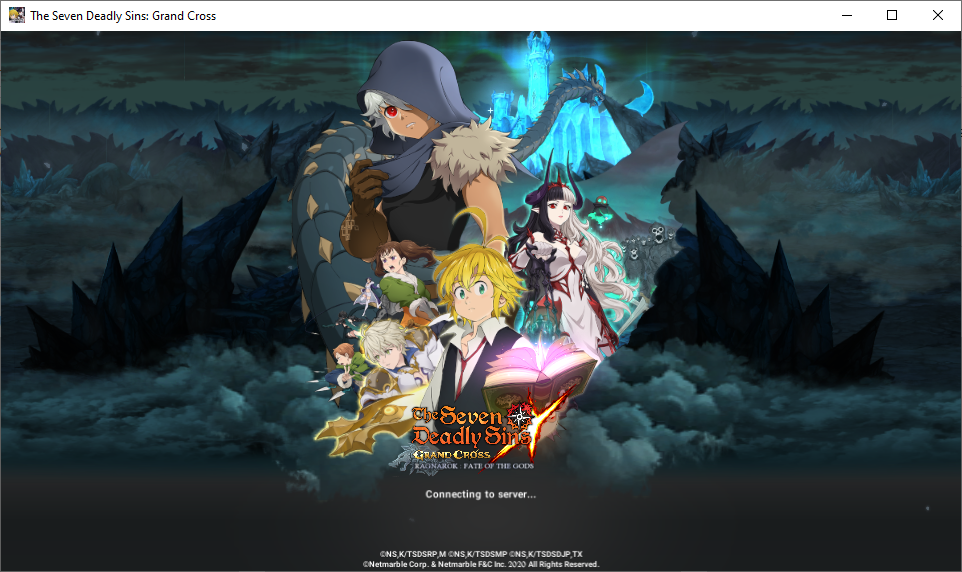 The Seven Deadly Sins: Grand Cross
The Seven
Deadly Sins
GRAND CROSS
RAGNAROK : FATE OF THE GODS
Connecting to server...
©NS,K/TSDSRP,M ©NS,K/TSDSMP ©NS,K/TSDSDJP,TX
©Netmarble Corp. & Netmarble F&C Inc. 2020 All Rights Reserved.